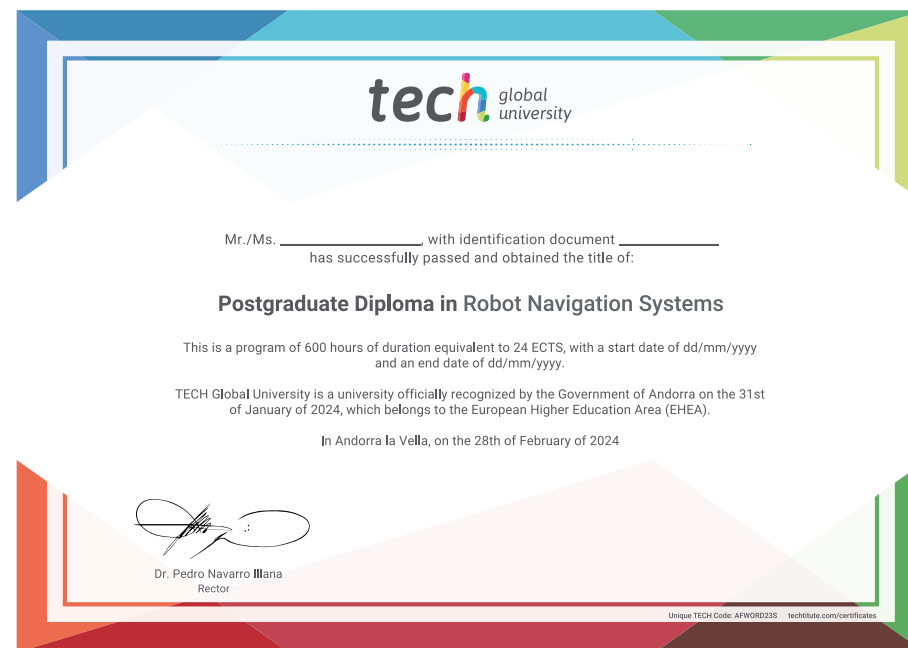 tech global
university
Mr./Ms. ____________________, with identification document ______________
has successfully passed and obtained the title of:
Postgraduate Diploma in Robot Navigation Systems
This is a program of 600 hours of duration equivalent to 24 ECTS, with a start date of dd/mm/yyyy
and an end date of dd/mm/yyyy.
TECH Global University is a university officially recognized by the Government of Andorra on the 31st
of January of 2024, which belongs to the European Higher Education Area (EHEA).
In Andorra la Vella, on the 28th of February of 2024
Dr. Pedro Navarro Illana
Rector
Unique TECH Code: AFWORD23S techtitute.com/certificates